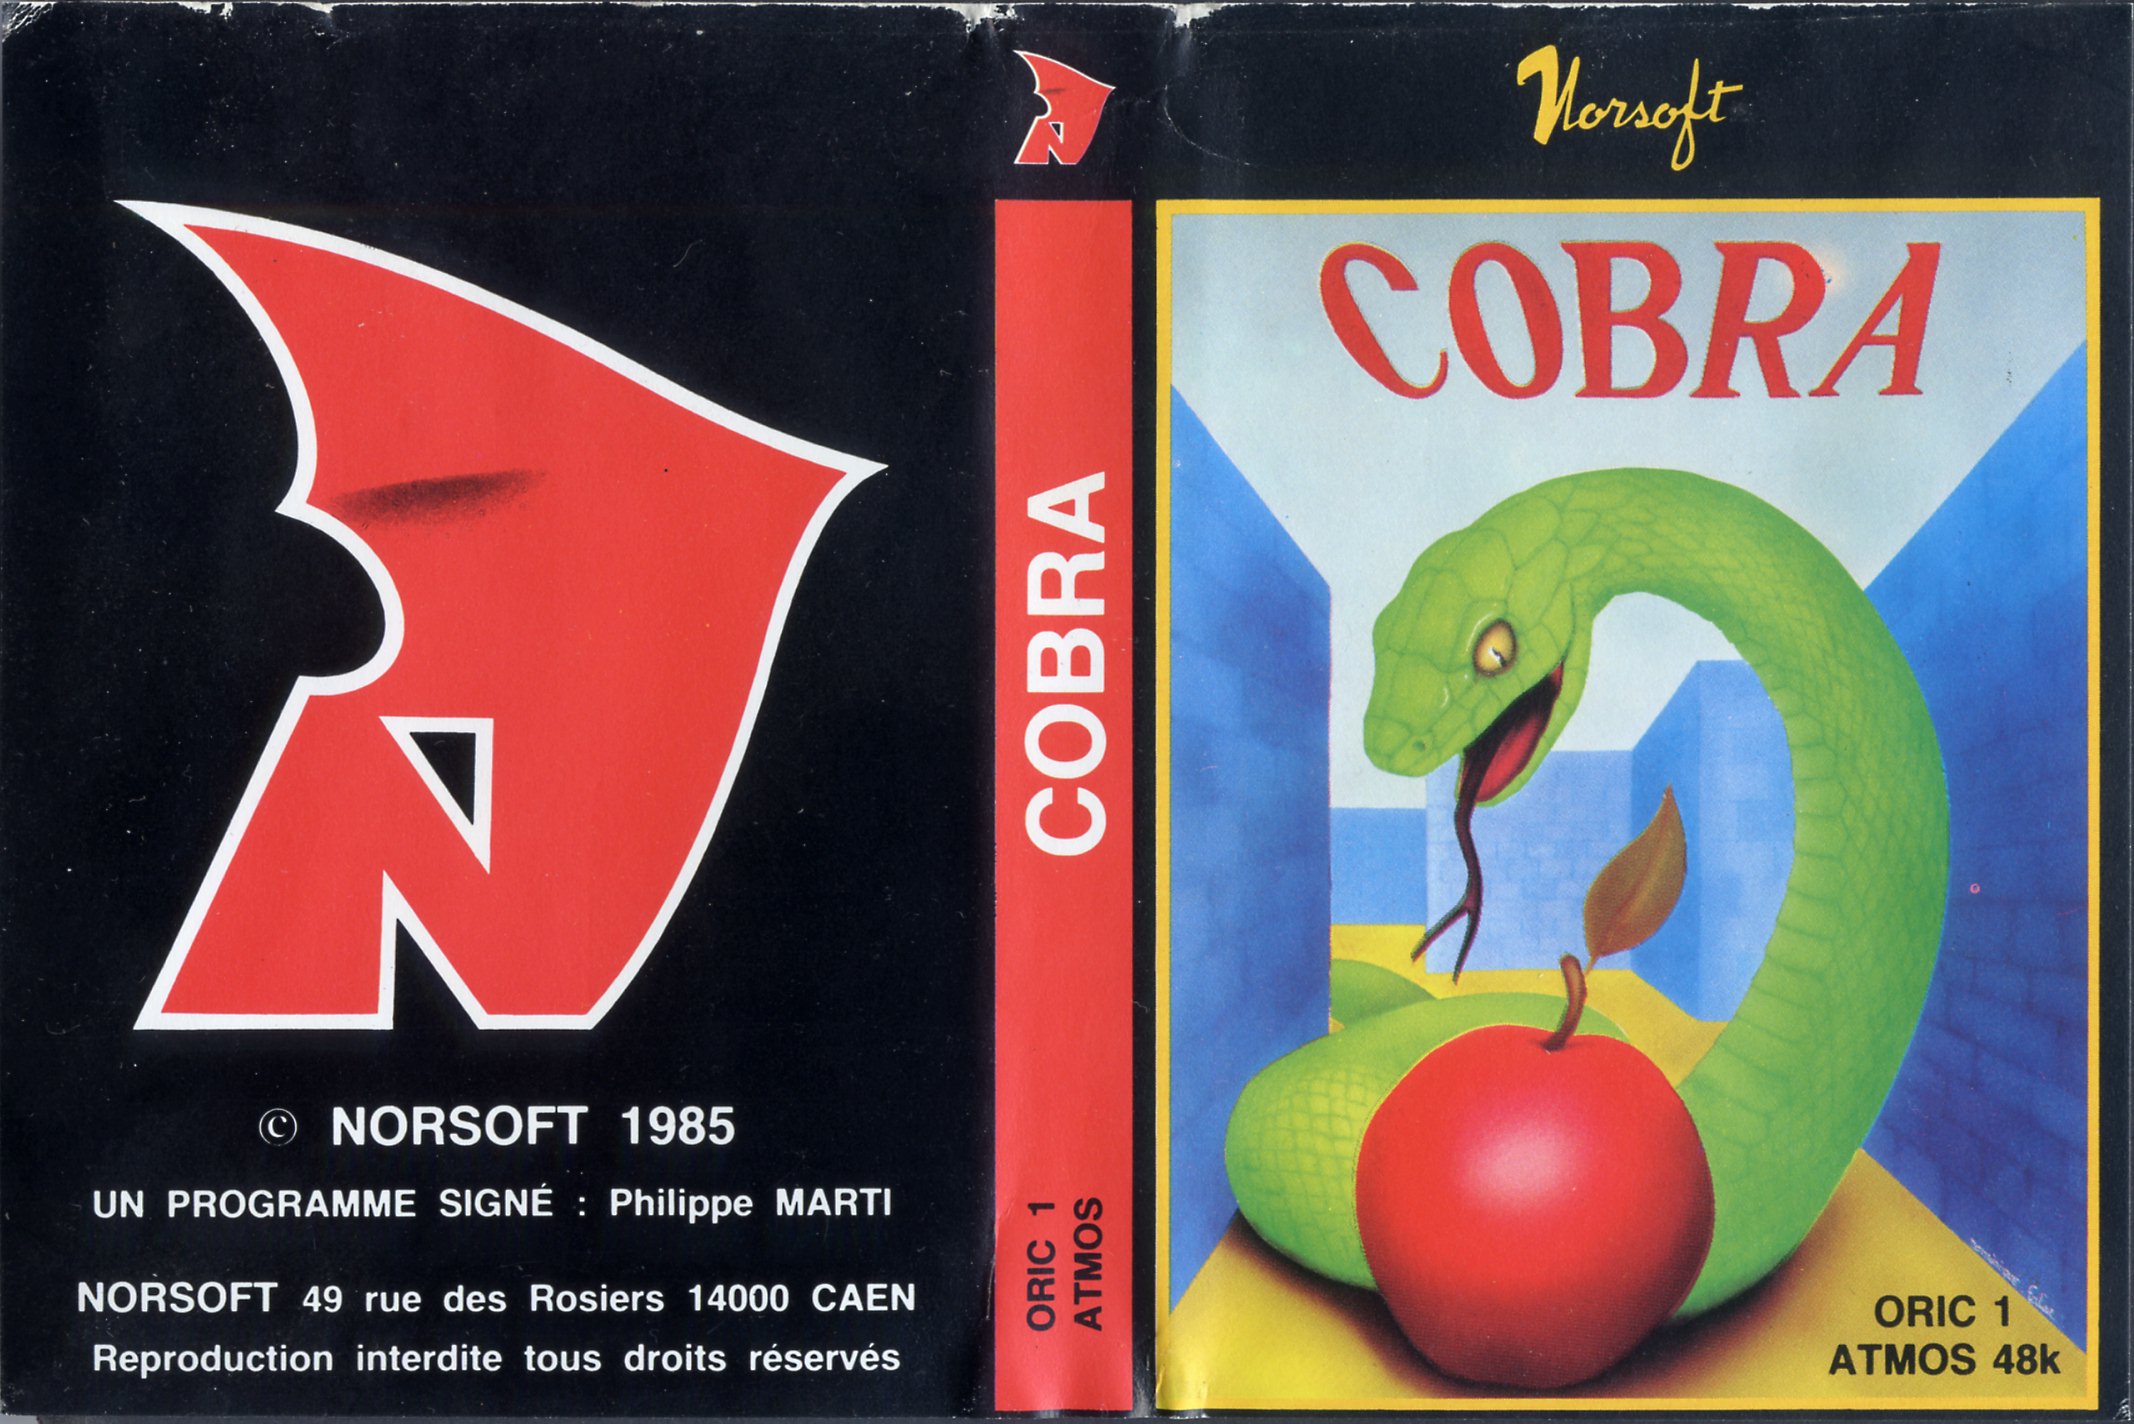 © NORSOFT 1985
UN PROGRAMME SIGNÉ : Philippe MARTI
NORSOFT 49 rue des Rosiers 14000 CAEN
Reproduction interdite tous droits réservés
COBRA
ORIC 1
ATMOS
Norsoft
COBRA
ORIC 1
ATMOS 48k